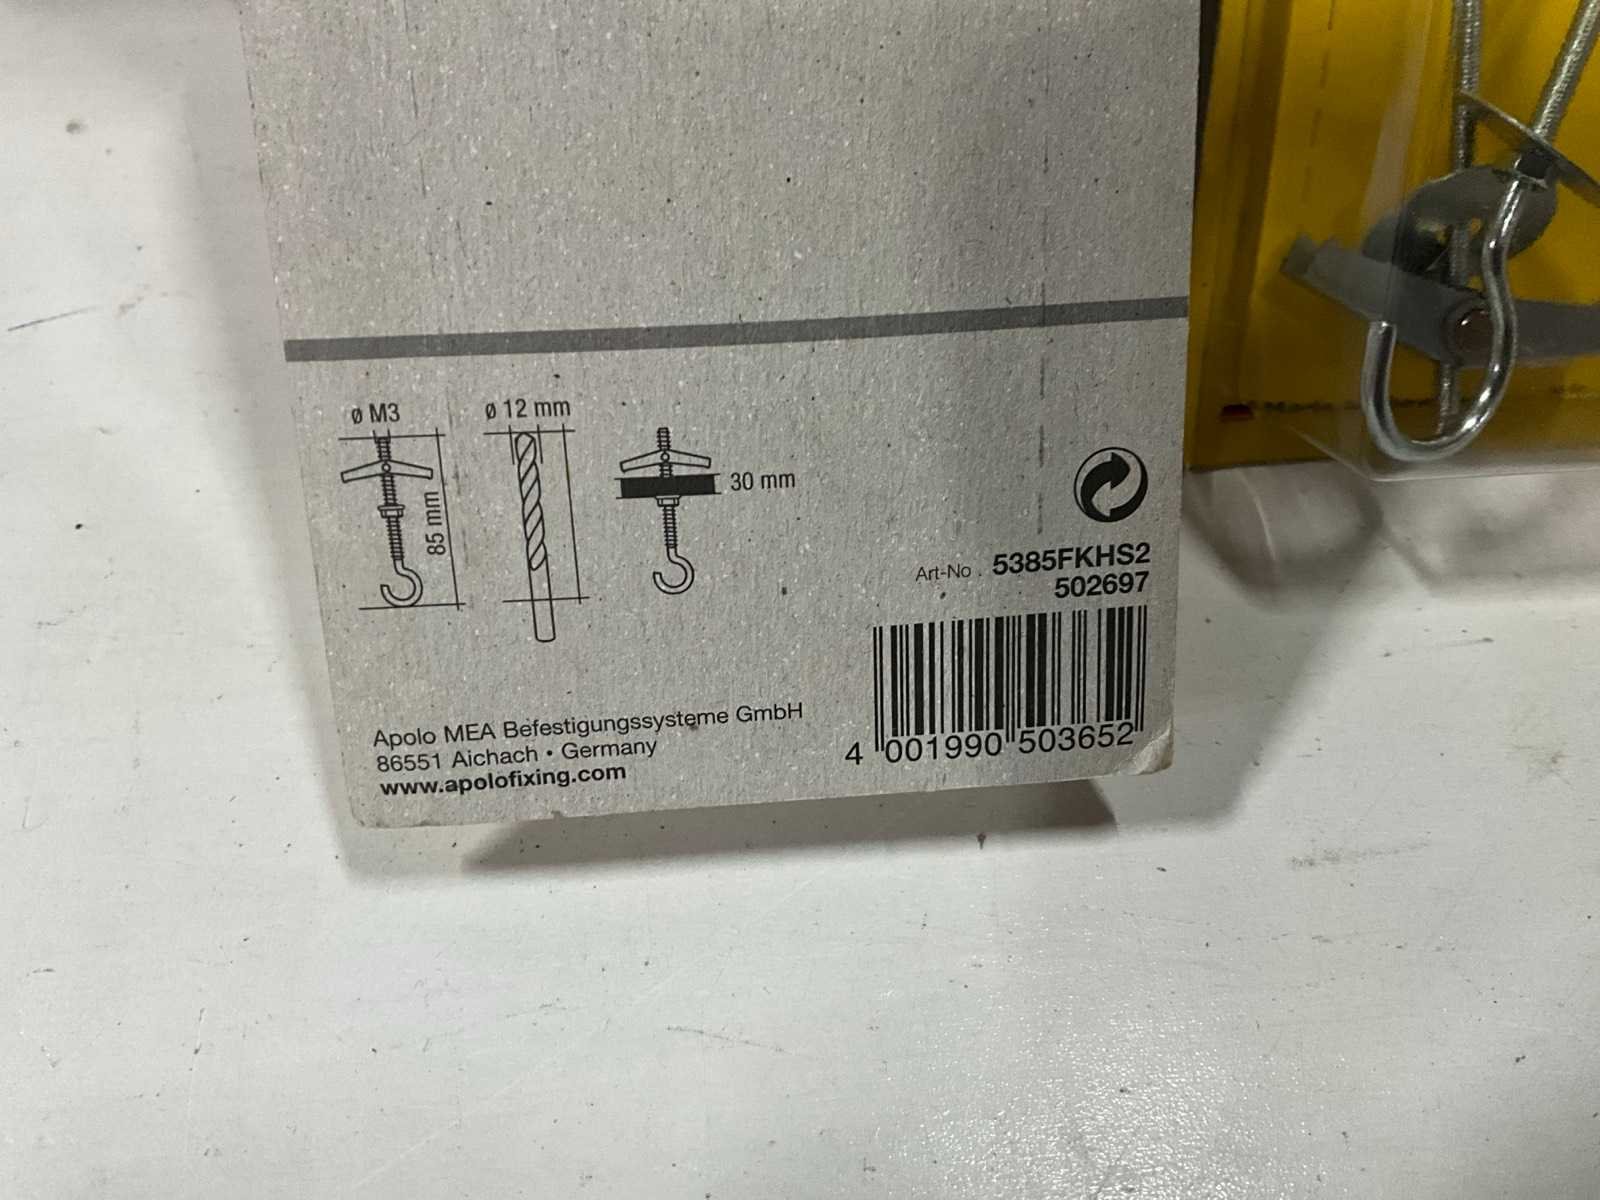 ø M3
ø 12 mm
85 mm
30 mm
Art-No. 5385FKHS2
502697
Apolo MEA Befestigungssysteme GmbH
86551 Aichach • Germany
www.apolofixing.com
4 001990 503652